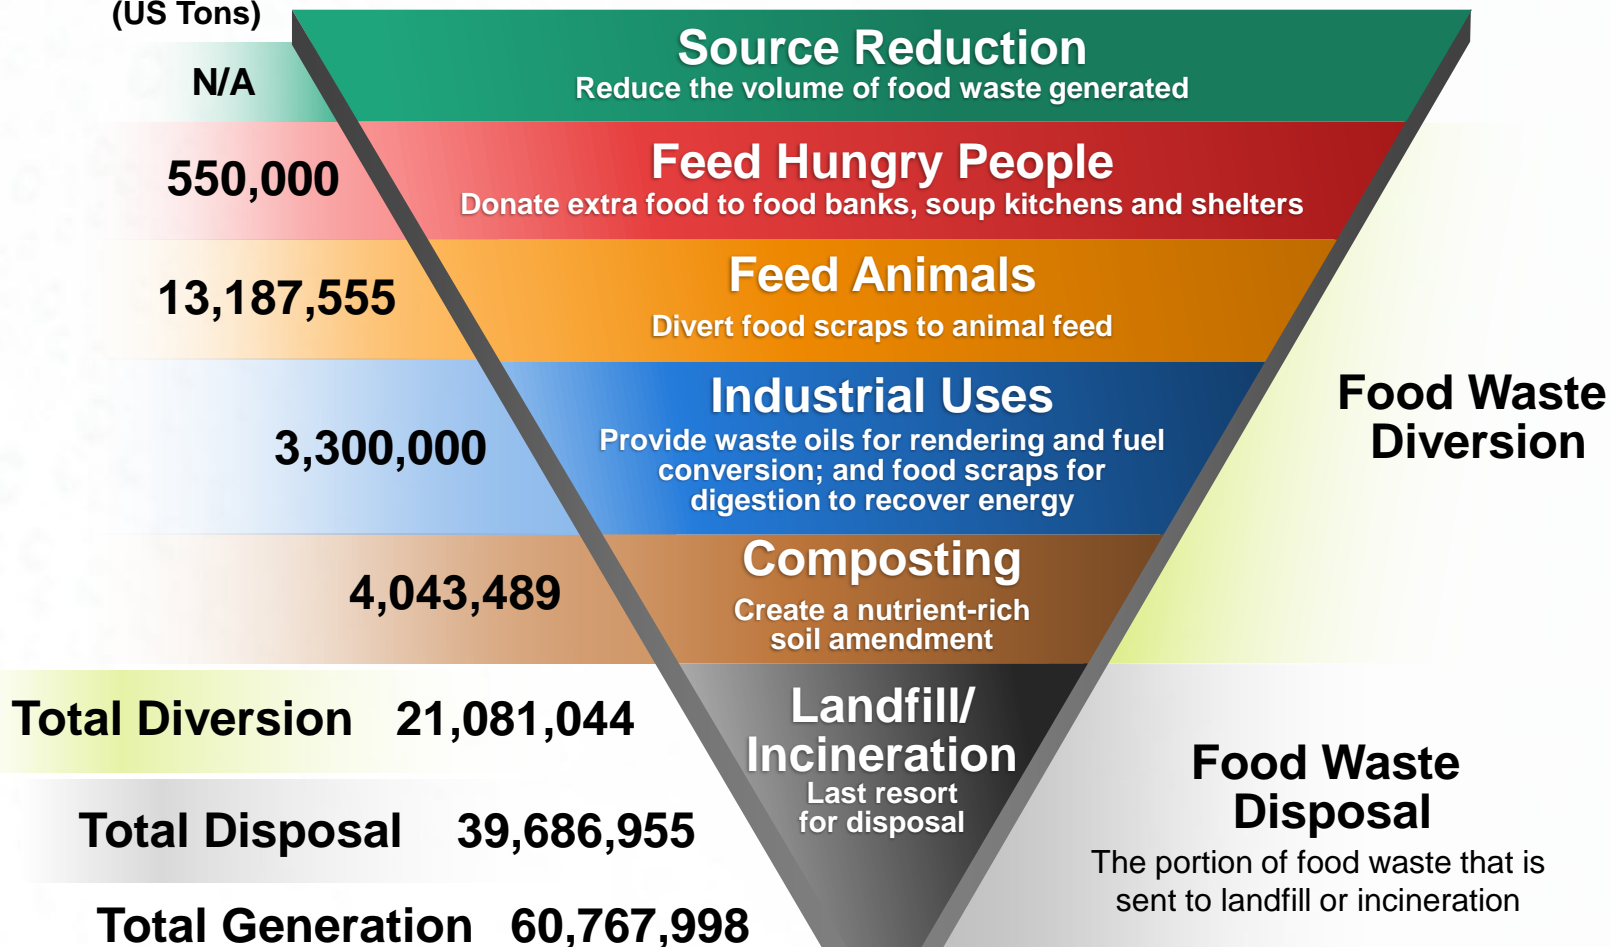 (US Tons)
N/A
Source Reduction
Reduce the volume of food waste generated
550,000
Feed Hungry People
Donate extra food to food banks, soup kitchens and shelters
13,187,555
Feed Animals
Divert food scraps to animal feed
3,300,000
Industrial Uses
Provide waste oils for rendering and fuel
conversion; and food scraps for
digestion to recover energy
Food Waste
Diversion
4,043,489
Composting
Create a nutrient-rich
soil amendment
Total Diversion 21,081,044
Landfill/
Incineration
Last resort
for disposal
Total Disposal 39,686,955
Food Waste
Disposal
The portion of food waste that is
sent to landfill or incineration
Total Generation 60,767,998